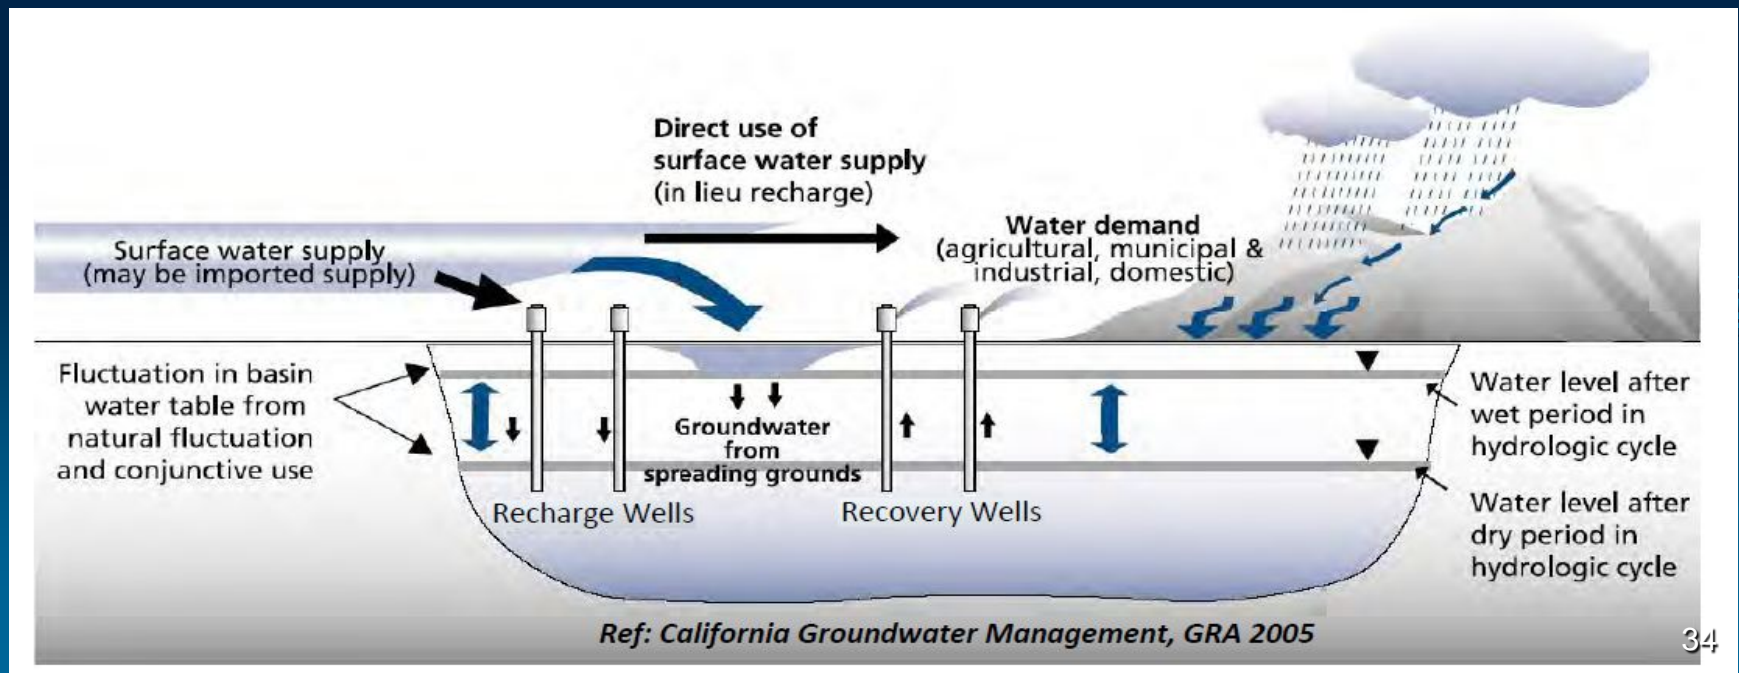 Direct use of
surface water supply
(in lieu recharge)
Water demand
(agricultural, municipal &
industrial, domestic)
Surface water supply
(may be imported supply)
Fluctuation in basin
water table from
natural fluctuation
and conjunctive use
Groundwater
from
spreading grounds
Recharge Wells
Recovery Wells
Water level after
wet period in
hydrologic cycle
Water level after
dry period in
hydrologic cycle
Ref: California Groundwater Management, GRA 2005
34